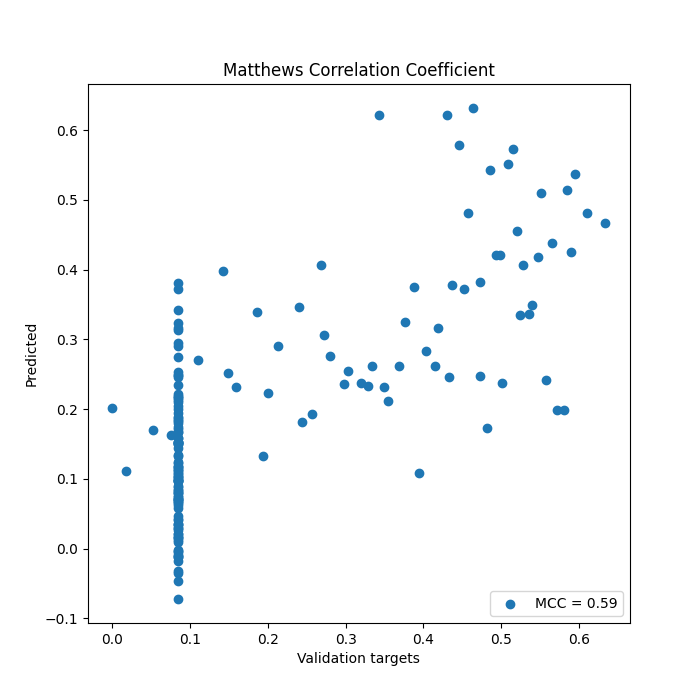 Matthews Correlation Coefficient
Predicted
0.6
0.5
0.4
0.3
0.2
0.1
0.0
−0.1
MCC = 0.59
0.0 0.1 0.2 0.3 0.4 0.5 0.6
Validation targets